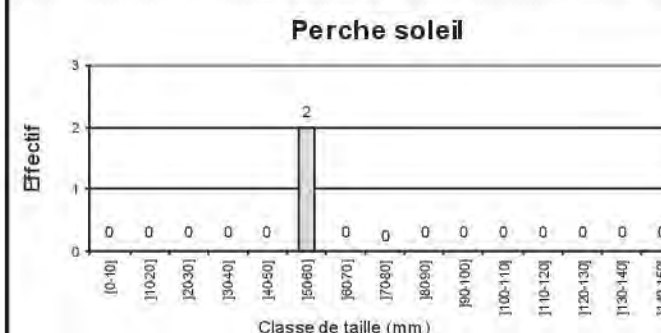 Perche soleil
Effectif
3
2
1
0
0 0 0 0 0 2 0 0 0 0 0 0 0 0
[0-10] ]10-20] ]20-30] ]30-40] ]40-50] ]50-60] ]60-70] ]70-80] ]80-90] ]90-100] ]100-110] ]110-120] ]120-130] ]130-140]
Classe de taille (mm)